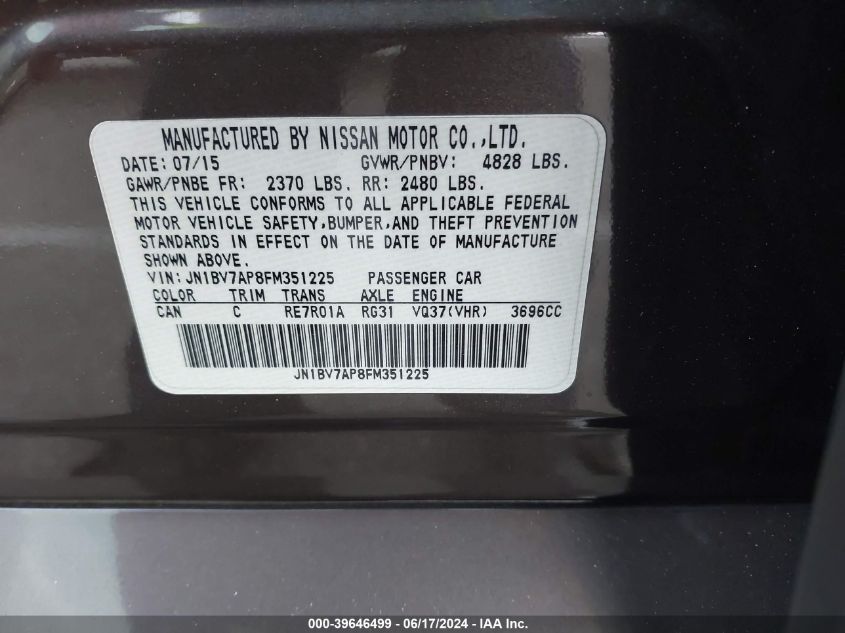 MANUFACTURED BY NISSAN MOTOR CO.,LTD.
DATE: 07/15 GVWR/PNBV: 4828 LBS.
GAWR/PNBE FR: 2370 LBS. RR: 2480 LBS.
THIS VEHICLE CONFORMS TO ALL APPLICABLE FEDERAL
MOTOR VEHICLE SAFETY,BUMPER,AND THEFT PREVENTION
STANDARDS IN EFFECT ON THE DATE OF MANUFACTURE
SHOWN ABOVE.
VIN:JN1BV7AP8FM351225 PASSENGER CAR
COLOR TRIM TRANS AXLE ENGINE
CAN C RE7R01A RG31 VQ37(VHR) 3696CC
JN1BV7AP8FM351225
000-39646499 - 06/17/2024 - IAA Inc.